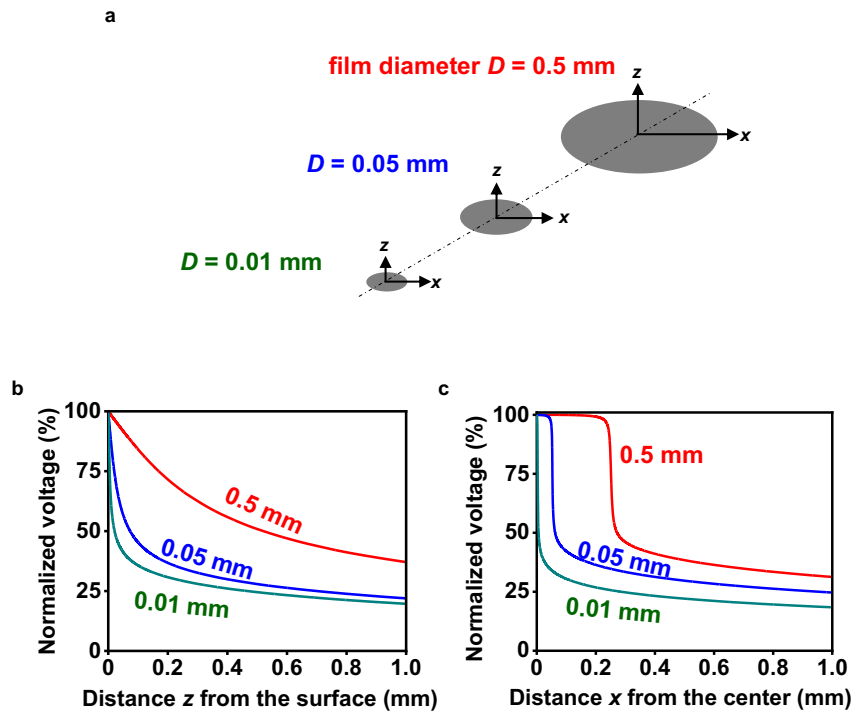 a
film diameter D = 0.5 mm
z
x
D = 0.05 mm
z
x
D = 0.01 mm
z
x
b
Normalized voltage (%)
100
75
50
25
0
0.5 mm
0.05 mm
0.01 mm
0 0.2 0.4 0.6 0.8 1.0
Distance z from the surface (mm)
c
Normalized voltage (%)
100
75
50
25
0
0.5 mm
0.05 mm
0.01 mm
0 0.2 0.4 0.6 0.8 1.0
Distance x from the center (mm)